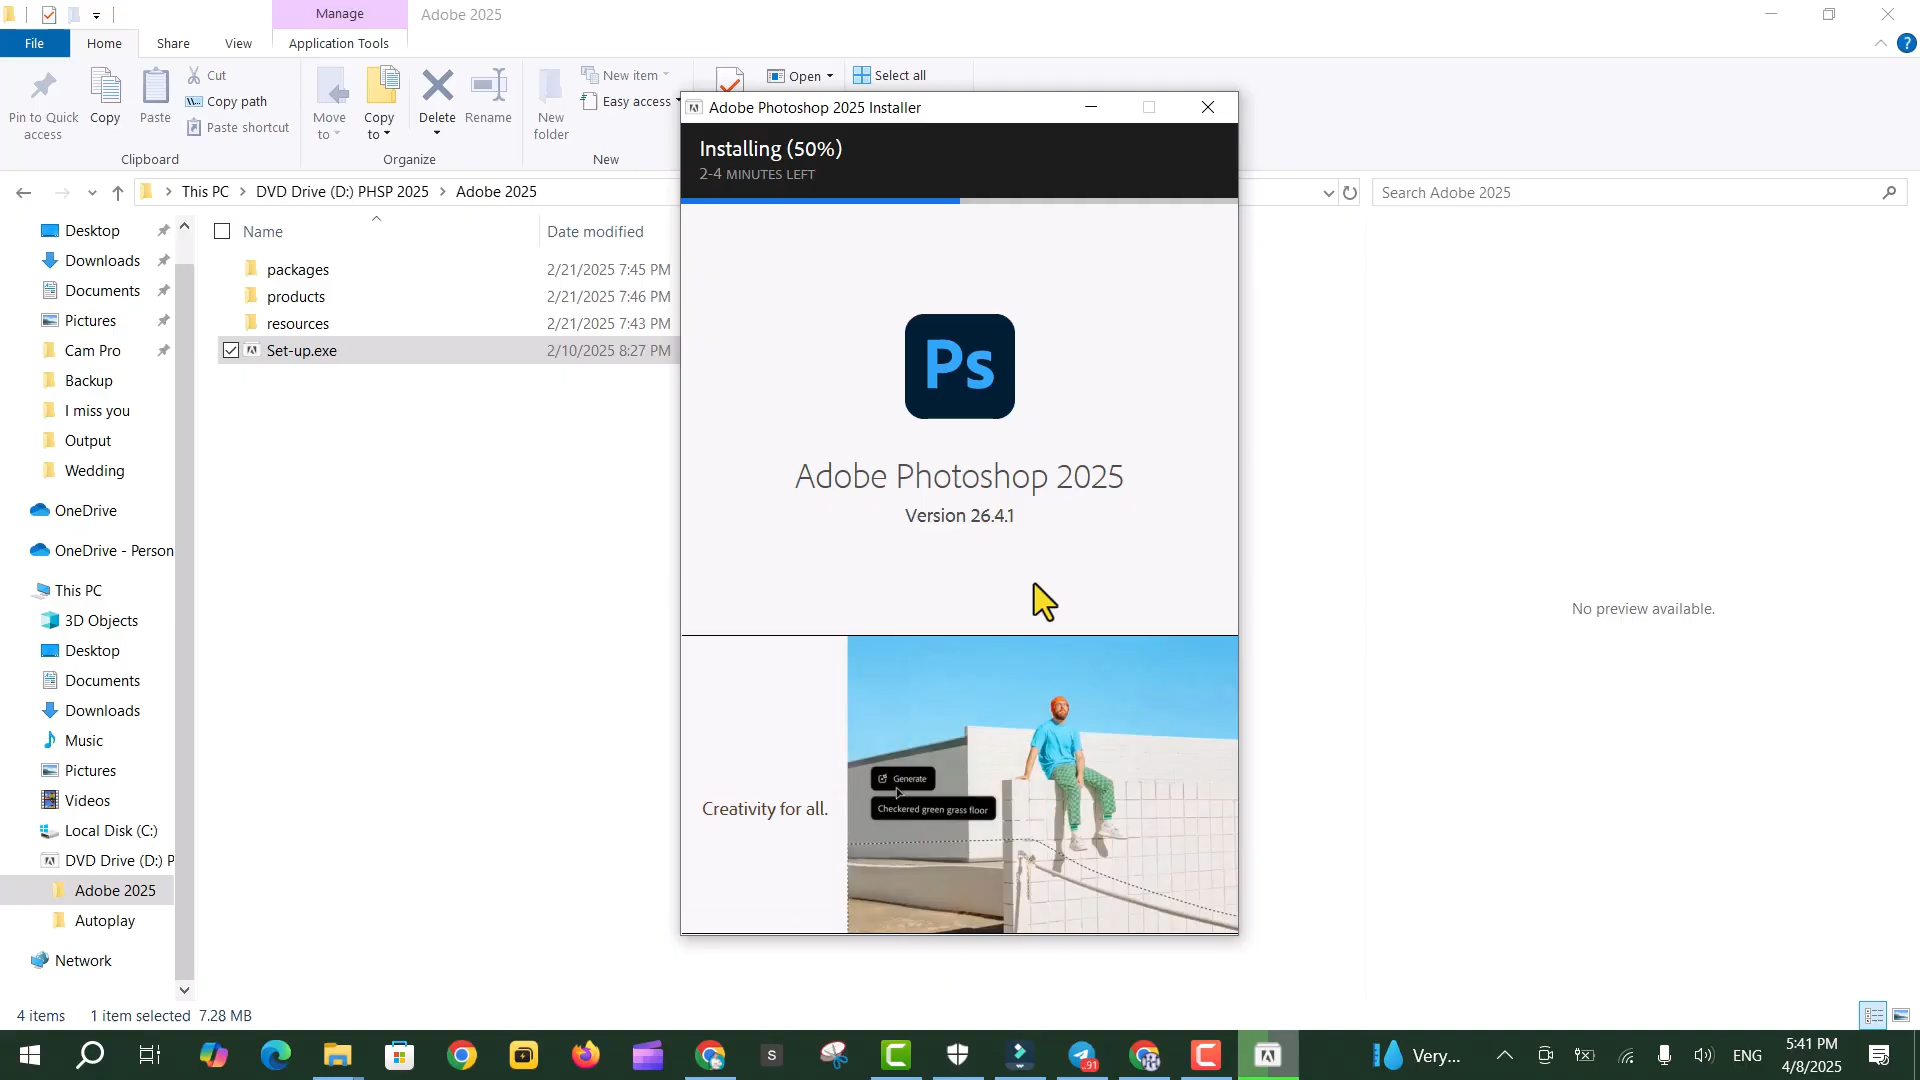 Manage
Adobe 2025
File
Home
Share
View
Application Tools
Pin to Quick access
Copy
Paste
Cut
Copy path
Paste shortcut
Clipboard
Move to
Copy to
Delete
Rename
Organize
New folder
New item
Easy access
New
Open
Select all
This PC
DVD Drive (D:) PHSP 2025
Adobe 2025
Search Adobe 2025
Desktop
Downloads
Documents
Pictures
Cam Pro
Backup
I miss you
Output
Wedding
OneDrive
OneDrive - Person
This PC
3D Objects
Desktop
Documents
Downloads
Music
Pictures
Videos
Local Disk (C:)
DVD Drive (D:) P
Adobe 2025
Autoplay
Network
Name
Date modified
packages
2/21/2025 7:45 PM
products
2/21/2025 7:46 PM
resources
2/21/2025 7:43 PM
Set-up.exe
2/10/2025 8:27 PM
Adobe Photoshop 2025 Installer
Installing (50%)
2-4 MINUTES LEFT
Ps
Adobe Photoshop 2025
Version 26.4.1
Creativity for all.
Generate
Checkered green grass floor
No preview available.
4 items
1 item selected
7.28 MB
S
91
Very...
ENG
5:41 PM
4/8/2025